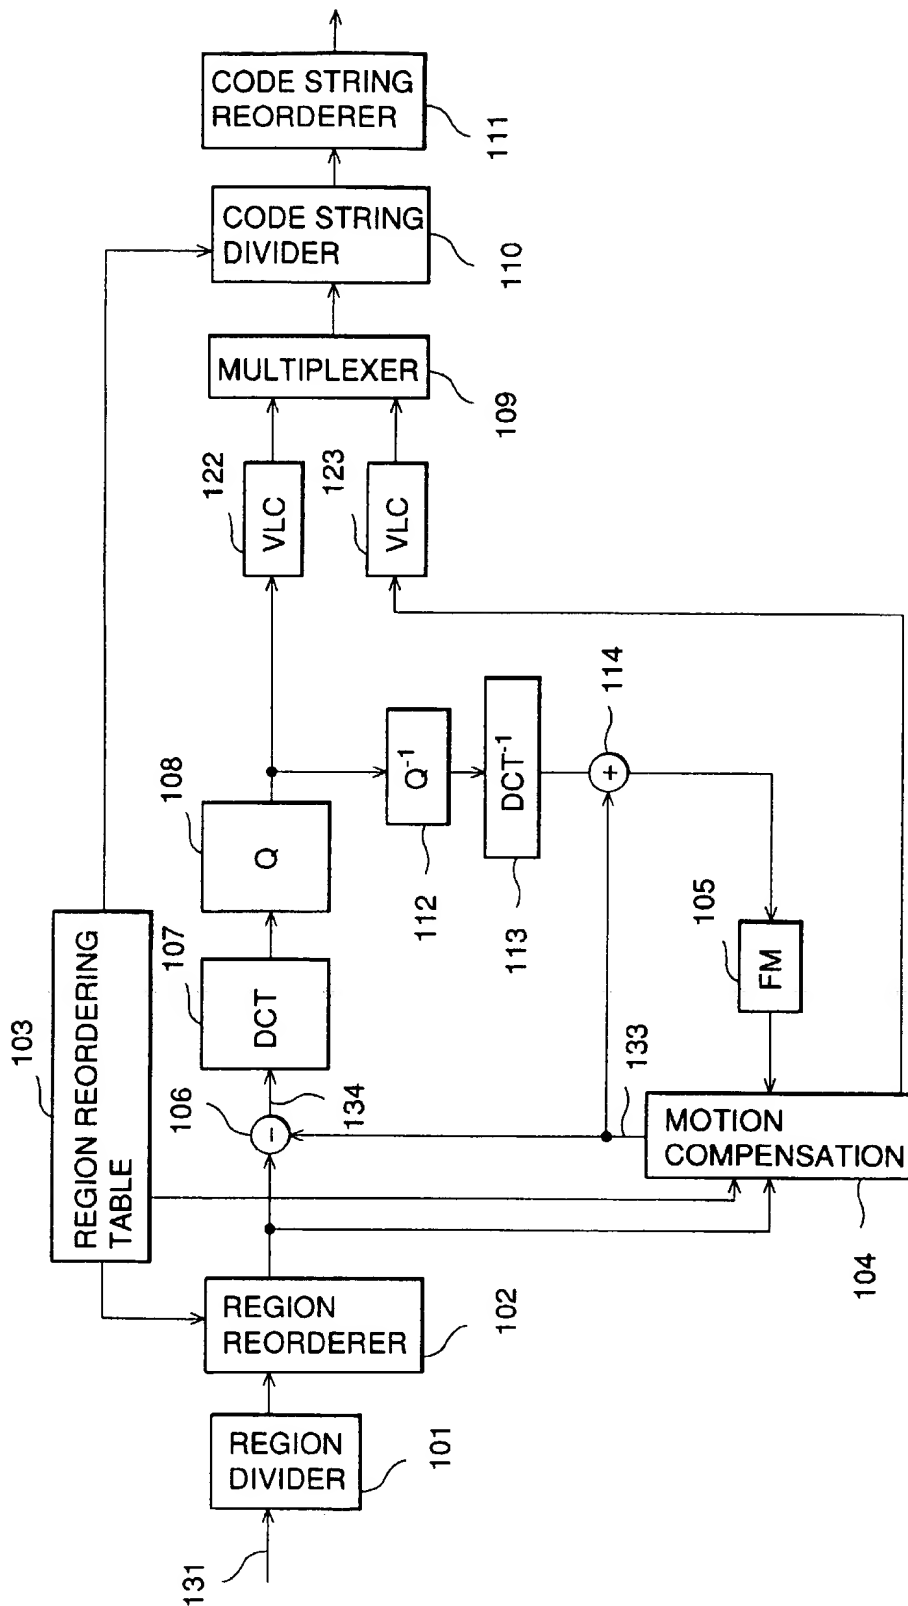 131
REGION
DIVIDER
101
REGION
REORDERER
102
103
REGION REORDERING
TABLE
106
-
134
107
DCT
108
Q
122
VLC
123
VLC
MULTIPLEXER
109
CODE STRING
DIVIDER
110
CODE STRING
REORDERER
111
Q-1
112
DCT-1
113
+
114
105
FM
133
MOTION
COMPENSATION
104